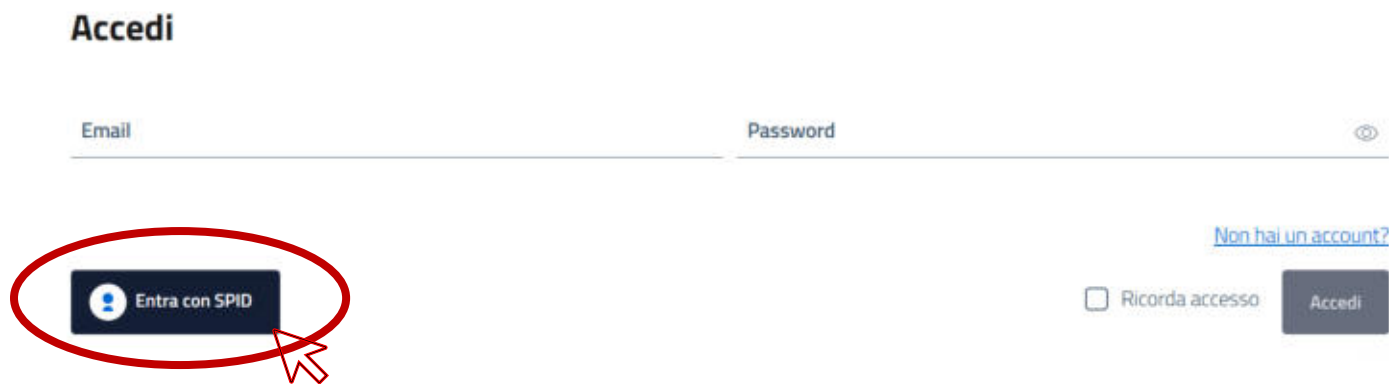 Accedi
Email
Password
Non hai un account?
Entra con SPID
Ricorda accesso
Accedi